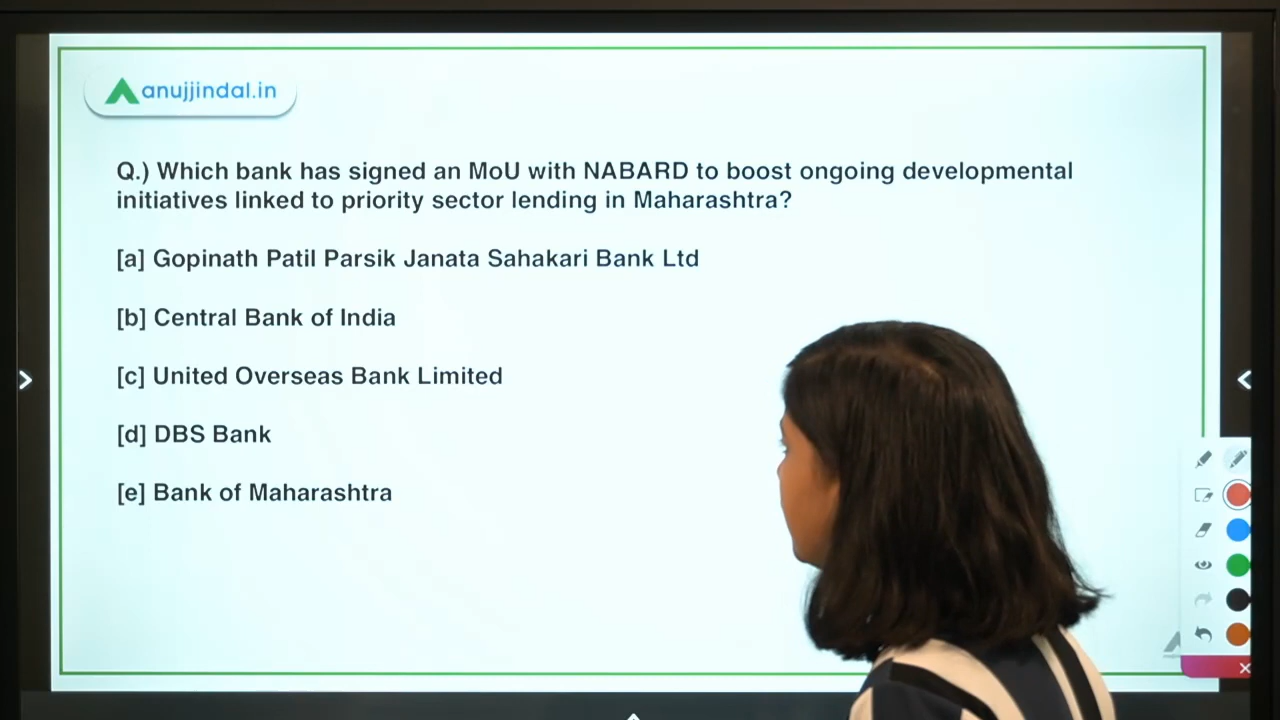 anujjindal.in
Q.) Which bank has signed an MoU with NABARD to boost ongoing developmental
initiatives linked to priority sector lending in Maharashtra?
[a] Gopinath Patil Parsik Janata Sahakari Bank Ltd
[b] Central Bank of India
[c] United Overseas Bank Limited
[d] DBS Bank
[e] Bank of Maharashtra